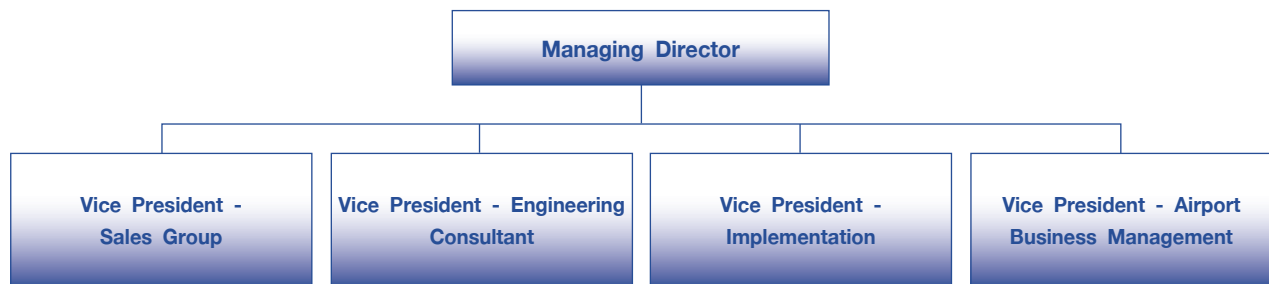 Managing Director
Vice President -
Sales Group
Vice President - Engineering
Consultant
Vice President -
Implementation
Vice President - Airport
Business Management